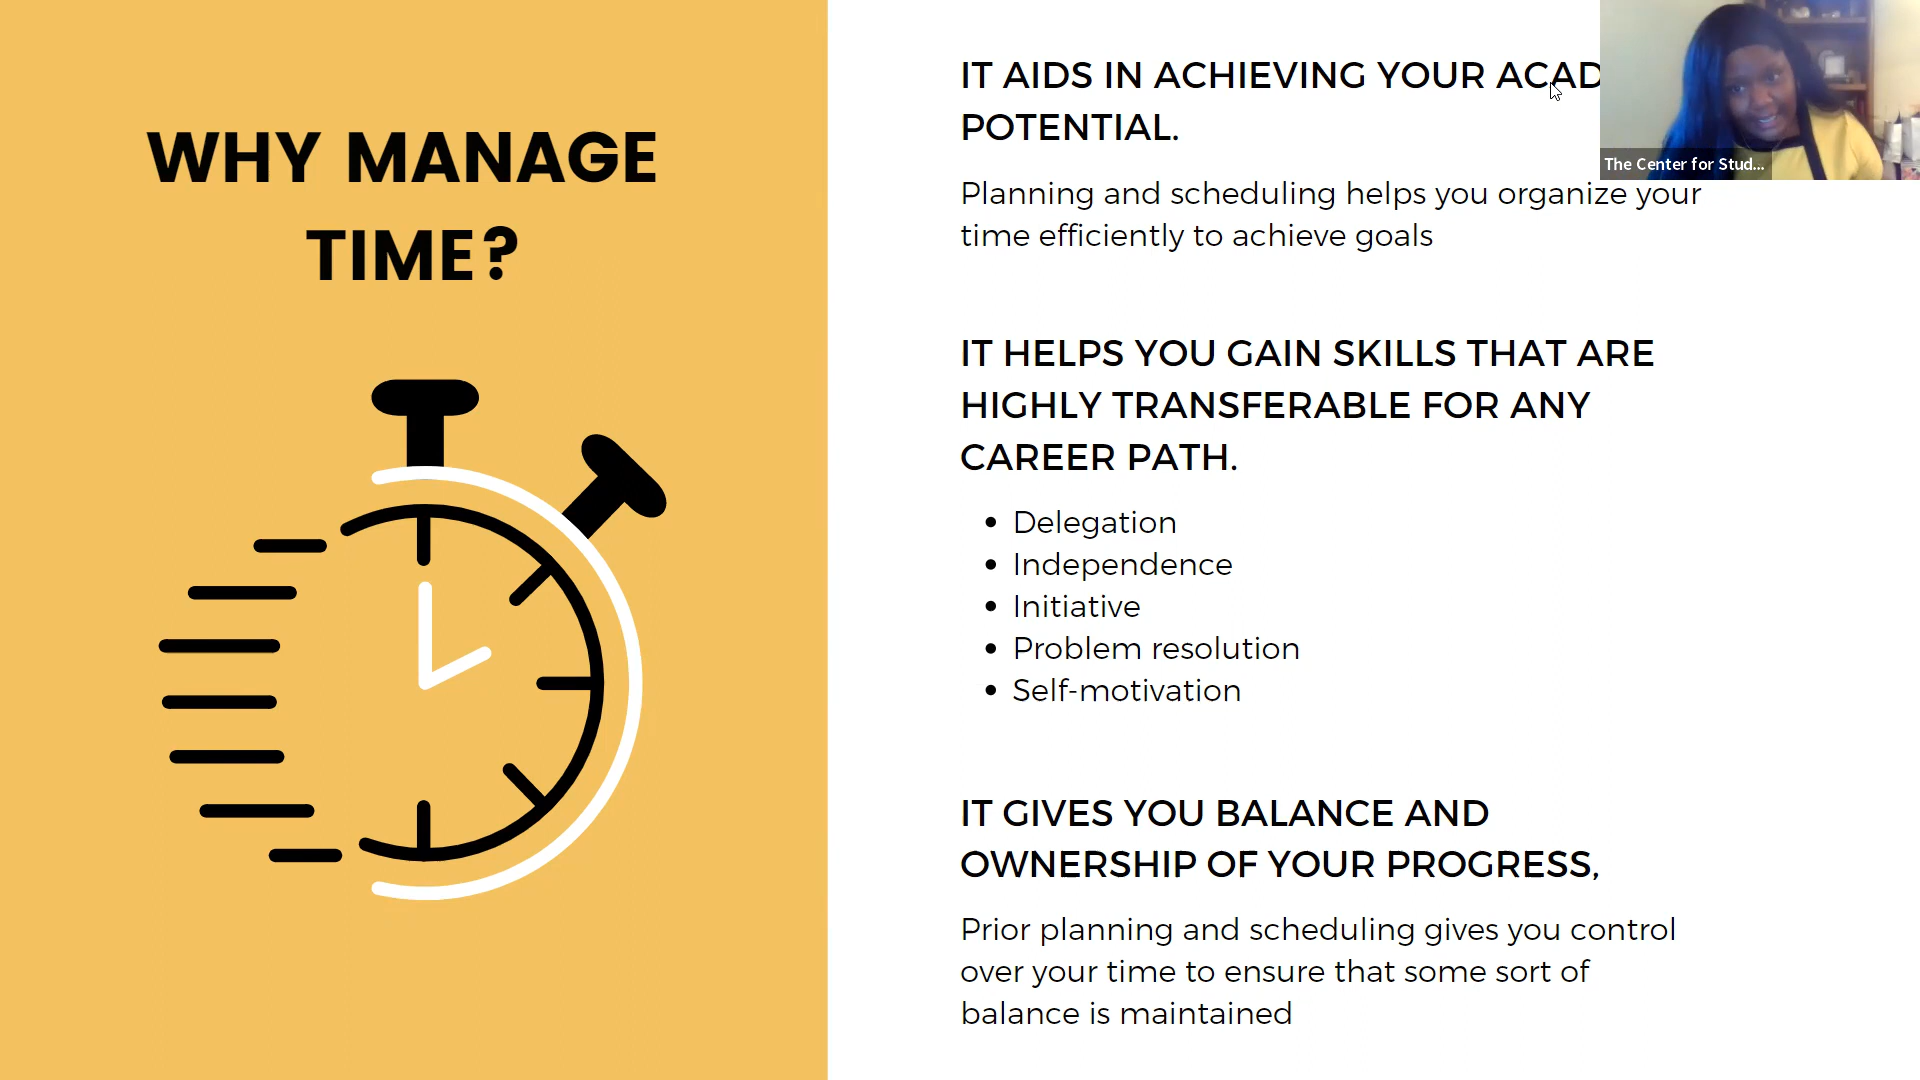 WHY MANAGE
TIME?
IT AIDS IN ACHIEVING YOUR ACAD
POTENTIAL.
Planning and scheduling helps you organize your
time efficiently to achieve goals
IT HELPS YOU GAIN SKILLS THAT ARE
HIGHLY TRANSFERABLE FOR ANY
CAREER PATH.
• Delegation
• Independence
• Initiative
• Problem resolution
• Self-motivation
IT GIVES YOU BALANCE AND
OWNERSHIP OF YOUR PROGRESS,
Prior planning and scheduling gives you control
over your time to ensure that some sort of
balance is maintained
The Center for Stud...